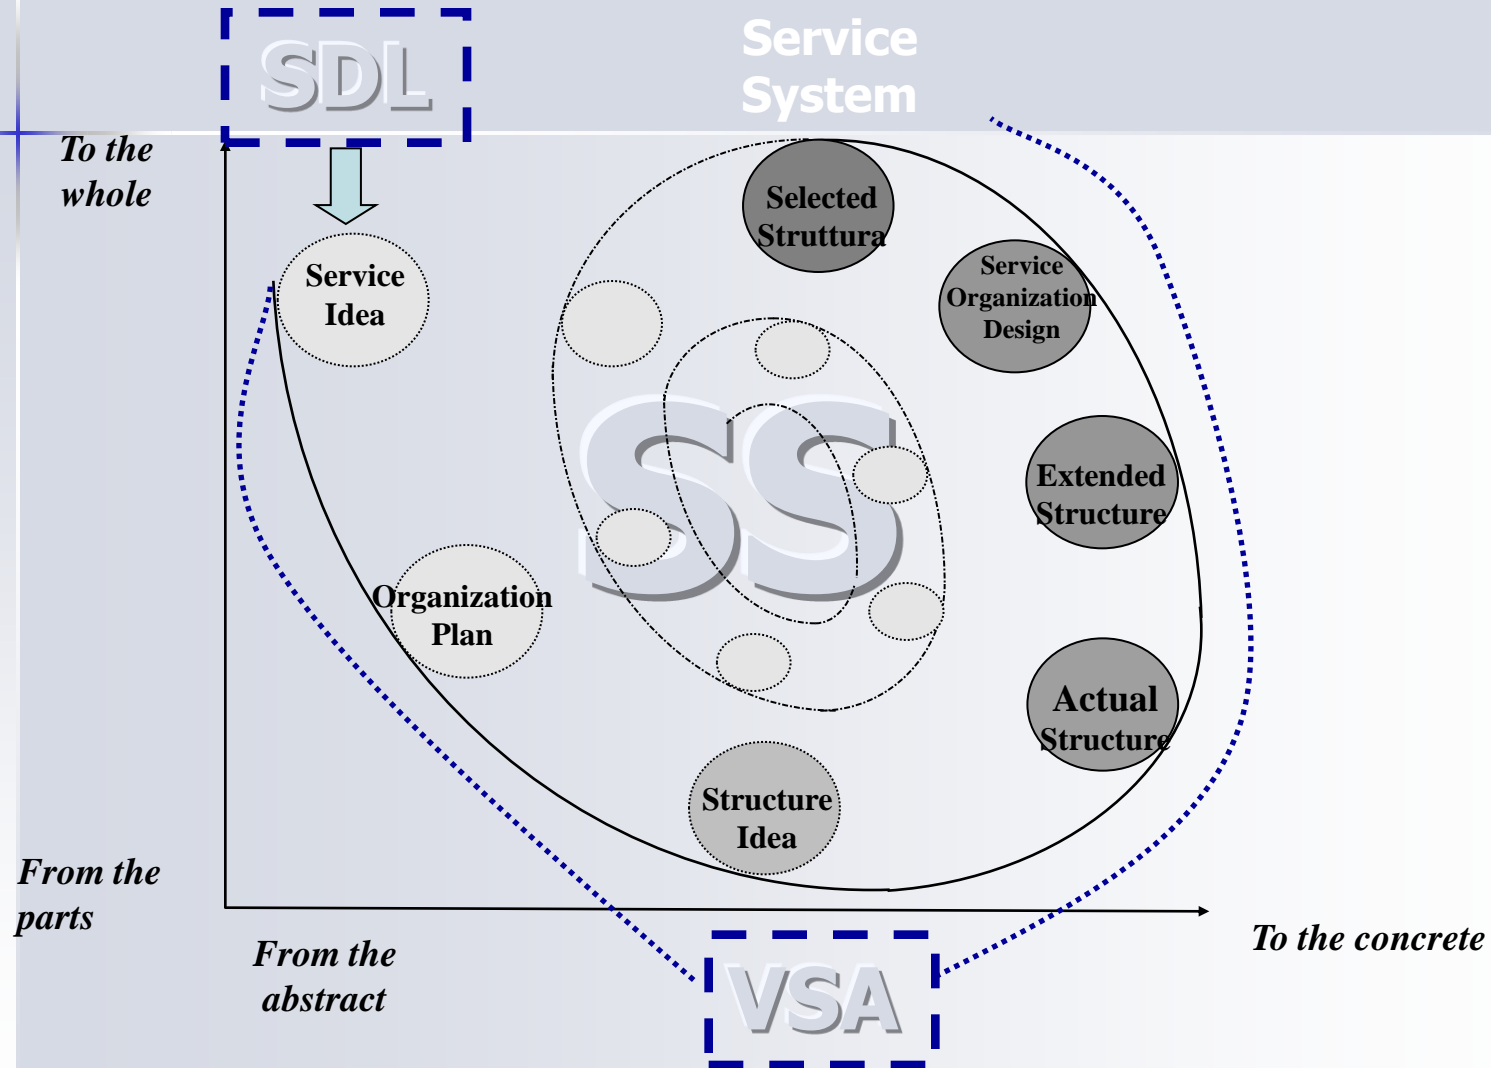 SDL
Service
System
To the
whole
Selected
Struttura
Service
Idea
Service
Organization
Design
SS
Extended
Structure
Organization
Plan
Actual
Structure
Structure
Idea
From the
parts
From the
abstract
To the concrete
VSA